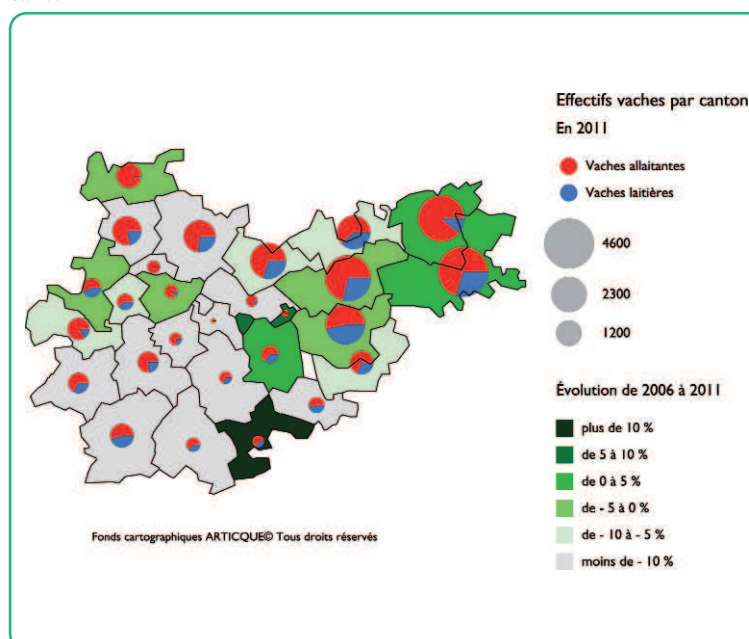 Effectifs vaches par canton
En 2011
Vaches allaitantes
Vaches laitières
4600
2300
1200
Évolution de 2006 à 2011
plus de 10 %
de 5 à 10 %
de 0 à 5 %
de - 5 à 0 %
de - 10 à - 5 %
moins de - 10 %
Fonds cartographiques ARTICQUE© Tous droits réservés